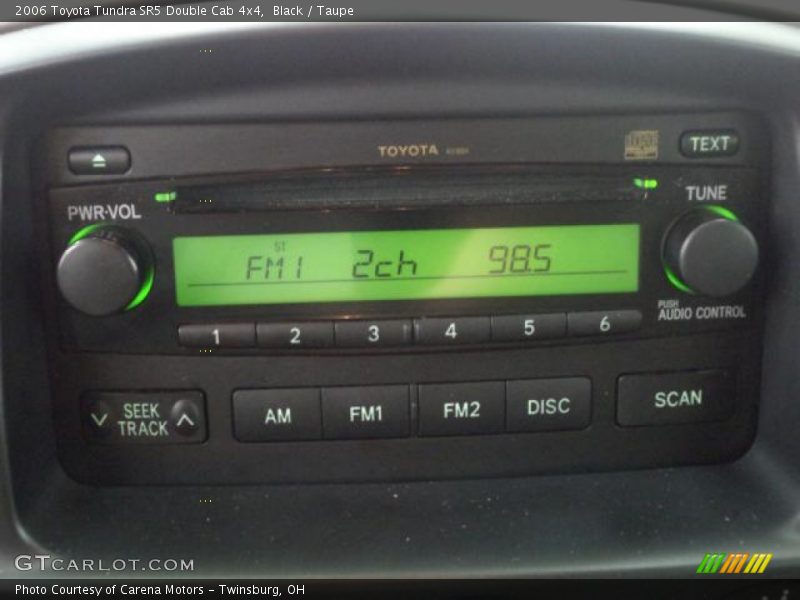 2006 Toyota Tundra SR5 Double Cab 4x4, Black / Taupe
TOYOTA
TEXT
PWR·VOL
TUNE
ST
FM1 2ch 98.5
PUSH
AUDIO CONTROL
1 2 3 4 5 6
SEEK
TRACK
AM FM1 FM2 DISC SCAN
GTCARLOT.COM
Photo Courtesy of Carena Motors - Twinsburg, OH